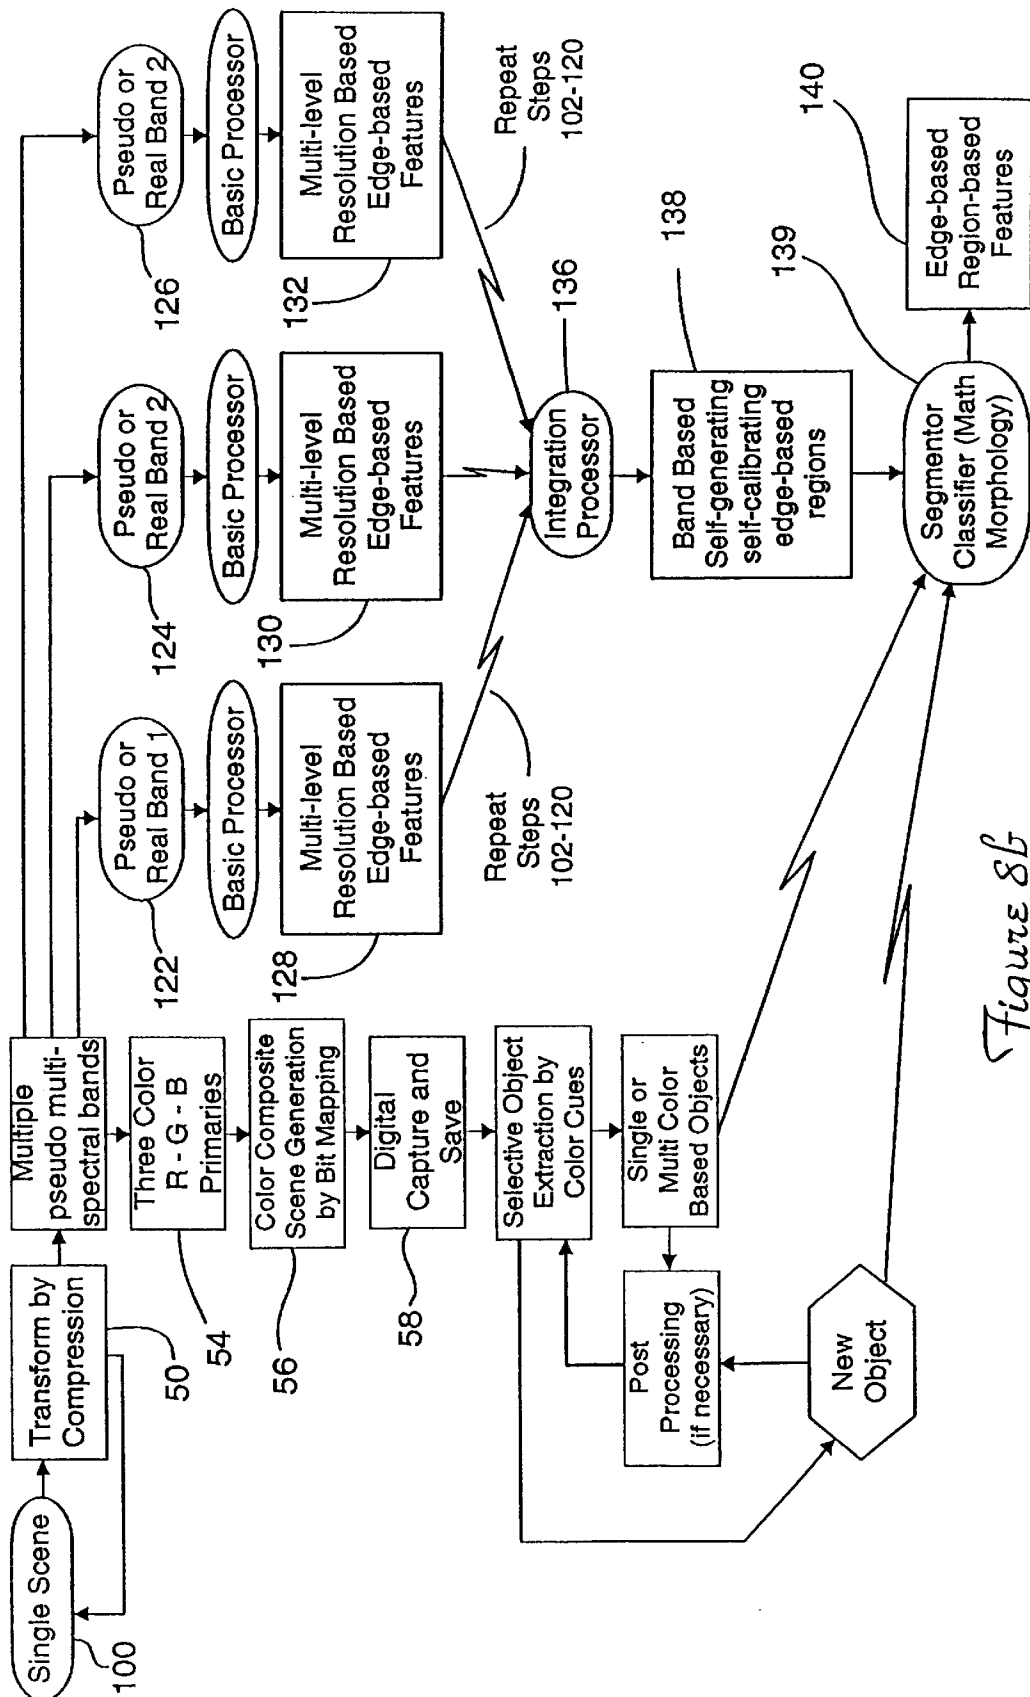 Single Scene
100
Transform by
Compression
50
Multiple
pseudo multi-
spectral bands
Three Color
R - G - B
Primaries
54
Color Composite
Scene Generation
by Bit Mapping
56
Digital
Capture and
Save
58
Selective Object
Extraction by
Color Cues
Single or
Multi Color
Based Objects
Post
Processing
(if necessary)
New
Object
Pseudo or
Real Band 1
122
Basic Processor
Multi-level
Resolution Based
Edge-based
Features
128
Repeat
Steps
102-120
Pseudo or
Real Band 2
124
Basic Processor
Multi-level
Resolution Based
Edge-based
Features
130
Pseudo or
Real Band 2
126
Basic Processor
Multi-level
Resolution Based
Edge-based
Features
132
Repeat
Steps
102-120
Integration
Processor
136
Band Based
Self-generating
self-calibrating
edge-based
regions
138
Segmentor
Classifier (Math
Morphology)
139
Edge-based
Region-based
Features
140
Figure 8b